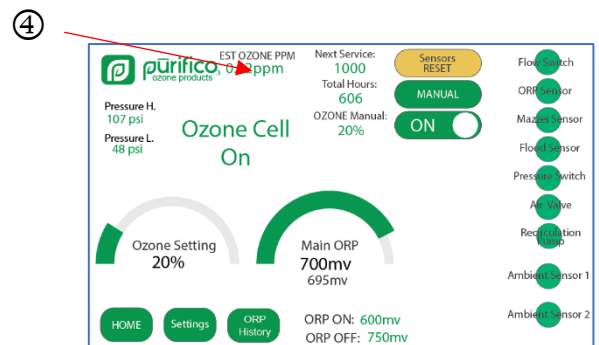 ④
pūrifico3
ozone products
EST OZONE PPM
Next Service:
1000
Total Hours:
606
OZONE Manual:
20%
Sensors
RESET
MANUAL
ON
Pressure H.
107 psi
Pressure L.
48 psi
Ozone Cell
On
Ozone Setting
20%
Main ORP
700mv
695mv
HOME
Settings
ORP
History
ORP ON: 600mv
ORP OFF: 750mv
Flow Switch
ORP Sensor
Mazzei Sensor
Flood Sensor
Pressure Switch
Air Valve
Recirculation
Pump
Ambient Sensor 1
Ambient Sensor 2